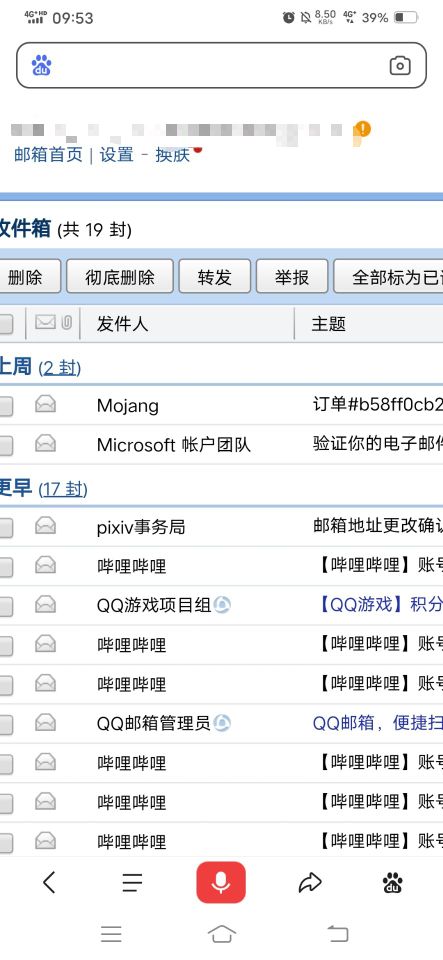 4G+HD 09:53 8.50 KB/s 4G+ 39%
du
邮箱首页 | 设置 - 换肤
收件箱 (共 19 封)
删除 彻底删除 转发 举报 全部标为已
发件人 主题
上周 (2 封)
Mojang 订单#b58ff0cb2
Microsoft 帐户团队 验证你的电子邮件
更早 (17 封)
pixiv事务局 邮箱地址更改确认
哔哩哔哩 【哔哩哔哩】账号
QQ游戏项目组 【QQ游戏】积分
哔哩哔哩 【哔哩哔哩】账号
哔哩哔哩 【哔哩哔哩】账号
QQ邮箱管理员 QQ邮箱，便捷扫
哔哩哔哩 【哔哩哔哩】账号
哔哩哔哩 【哔哩哔哩】账号
哔哩哔哩 【哔哩哔哩】账号
du